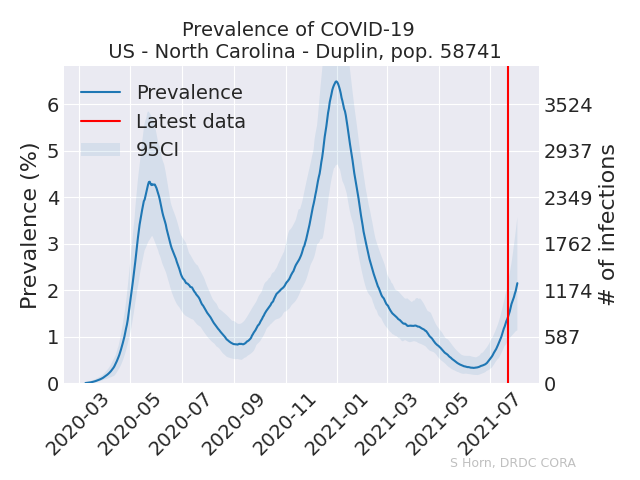 Prevalence of COVID-19
US - North Carolina - Duplin, pop. 58741
Prevalence
Latest data
95CI
Prevalence (%)
6
5
4
3
2
1
0
3524
2937
2349
1762
1174
587
0
# of infections
2020-03
2020-05
2020-07
2020-09
2020-11
2021-01
2021-03
2021-05
2021-07
S Horn, DRDC CORA